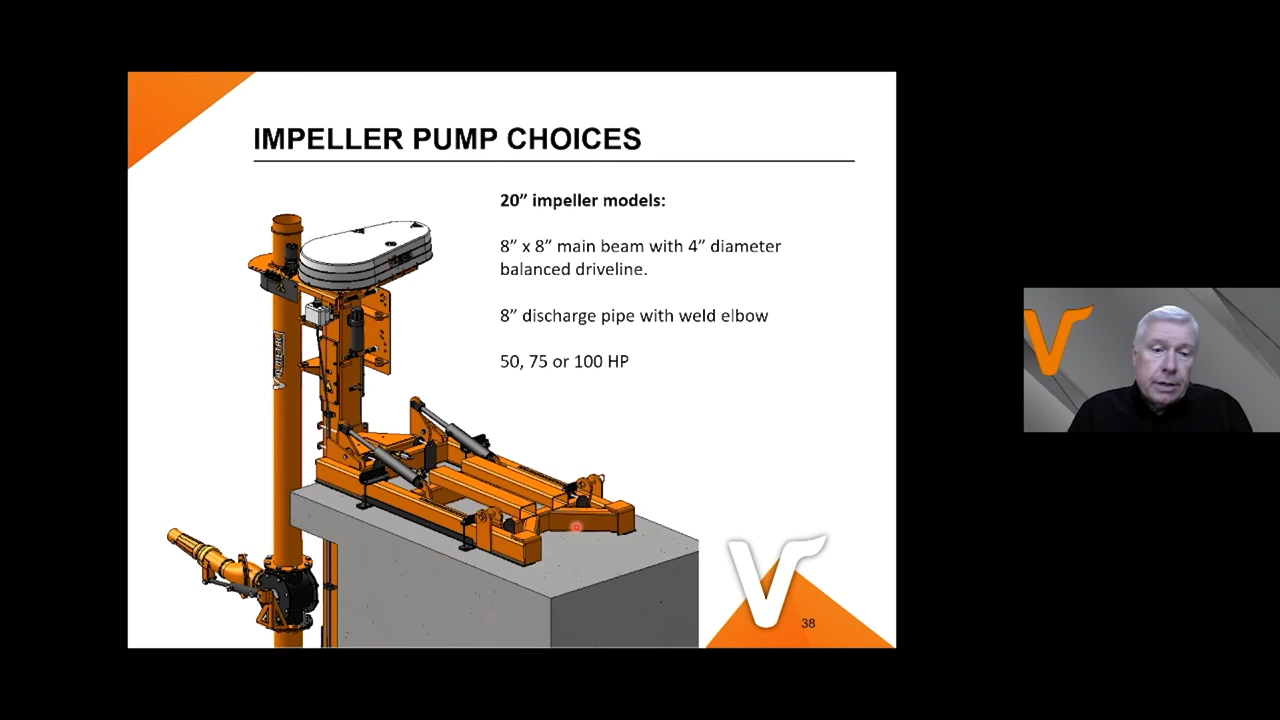 IMPELLER PUMP CHOICES
20” impeller models:
8” x 8” main beam with 4” diameter
balanced driveline.
8” discharge pipe with weld elbow
50, 75 or 100 HP
38